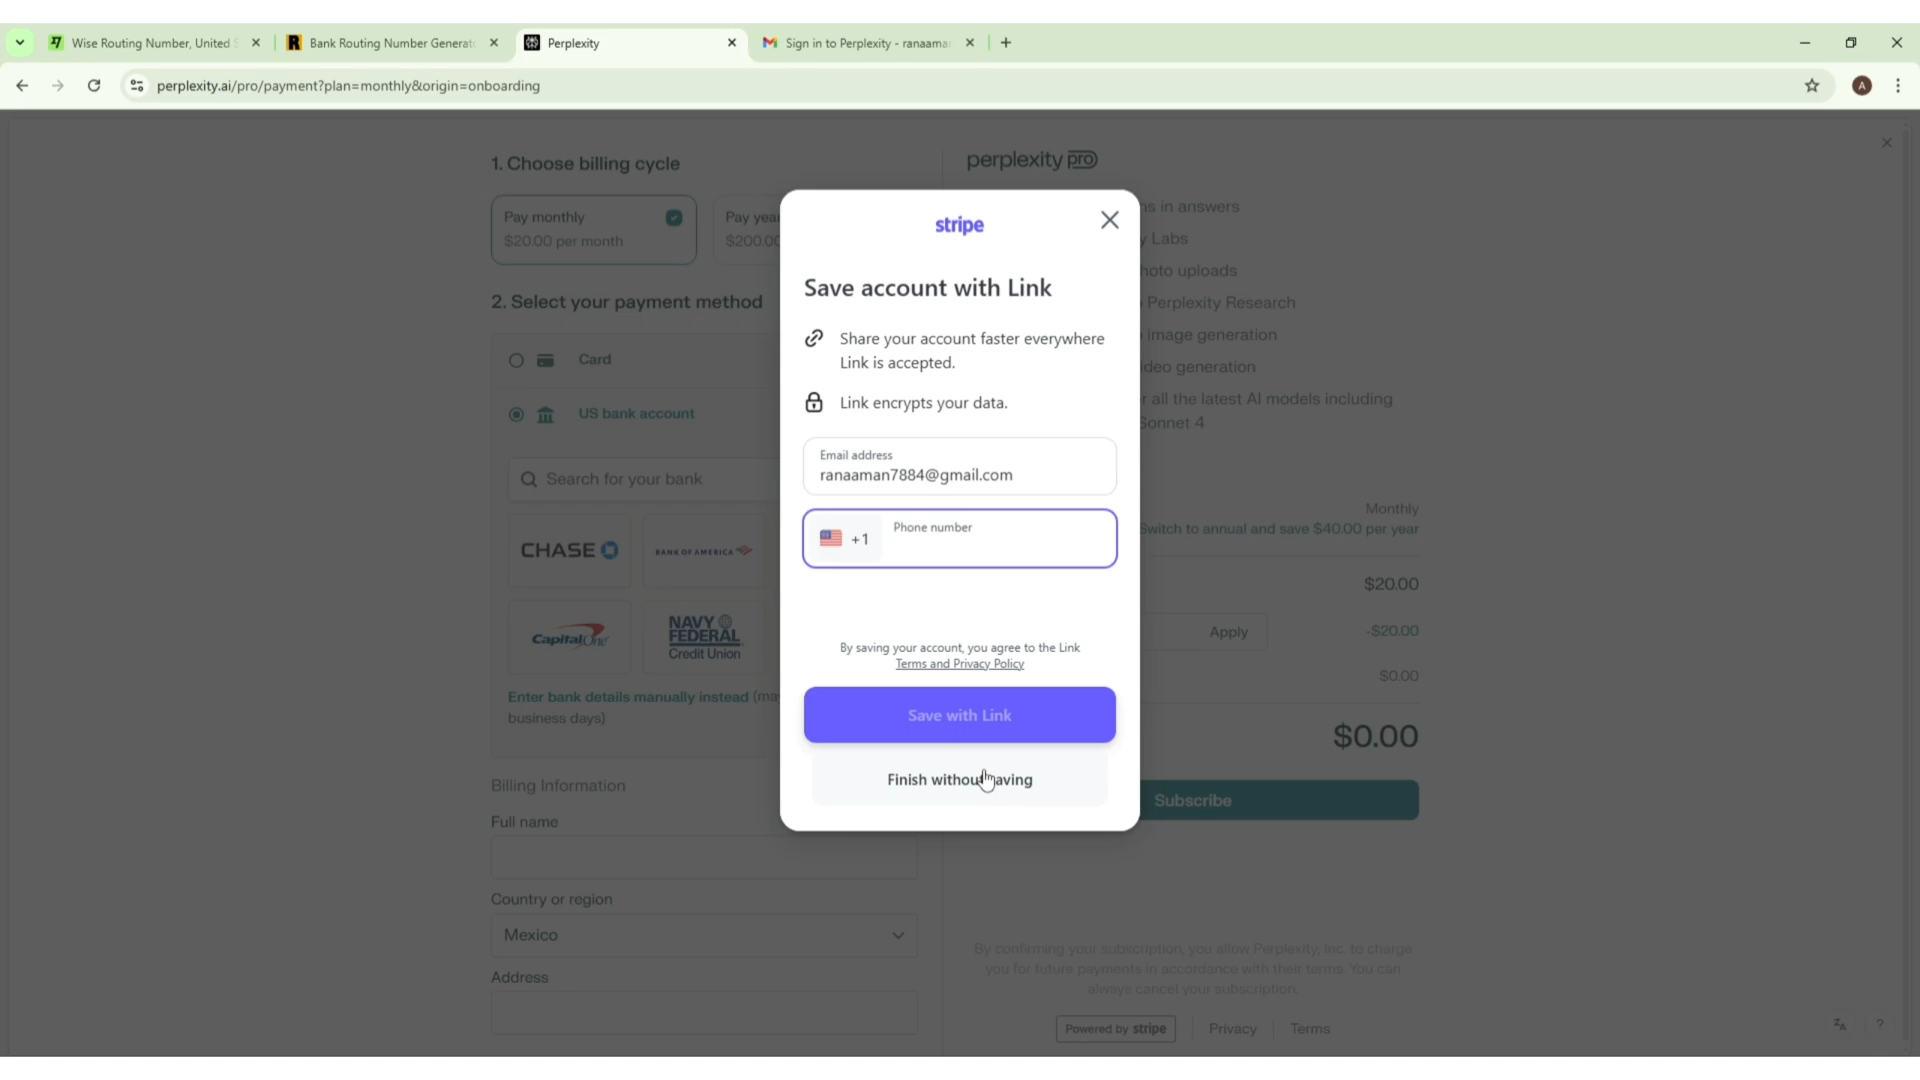 Wise Routing Number, United S
Bank Routing Number Generato
Perplexity
Sign in to Perplexity - ranaaman
perplexity.ai/pro/payment?plan=monthly&origin=onboarding
A
1. Choose billing cycle
Pay monthly
$20.00 per month
Pay yea
$200.00
2. Select your payment method
Card
US bank account
Search for your bank
CHASE
BANK OF AMERICA
Capital One
NAVY
FEDERAL
Credit Union
Enter bank details manually instead (ma
business days)
Billing Information
Full name
Country or region
Mexico
Address
stripe
Save account with Link
Share your account faster everywhere
Link is accepted.
Link encrypts your data.
Email address
ranaaman7884@gmail.com
+1
Phone number
By saving your account, you agree to the Link
Terms and Privacy Policy
Save with Link
Finish without saving
perplexity pro
ns in answers
y Labs
hoto uploads
Perplexity Research
image generation
ideo generation
r all the latest AI models including
Sonnet 4
Monthly
Switch to annual and save $40.00 per year
$20.00
Apply
-$20.00
$0.00
$0.00
Subscribe
By confirming your subscription, you allow Perplexity, Inc. to charge
you for future payments in accordance with their terms. You can
always cancel your subscription.
Powered by stripe
Privacy
Terms
?